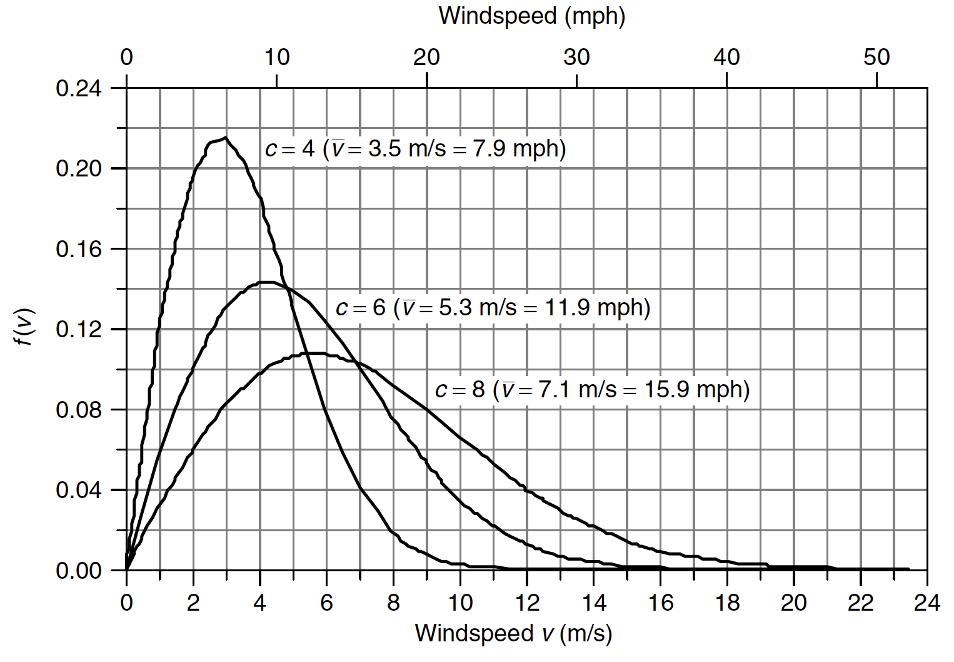 Windspeed (mph)
0 10 20 30 40 50
0.24
c = 4 (v̅ = 3.5 m/s = 7.9 mph)
0.20
0.16
c = 6 (v̅ = 5.3 m/s = 11.9 mph)
0.12
f(v)
c = 8 (v̅ = 7.1 m/s = 15.9 mph)
0.08
0.04
0.00
0 2 4 6 8 10 12 14 16 18 20 22 24
Windspeed v (m/s)